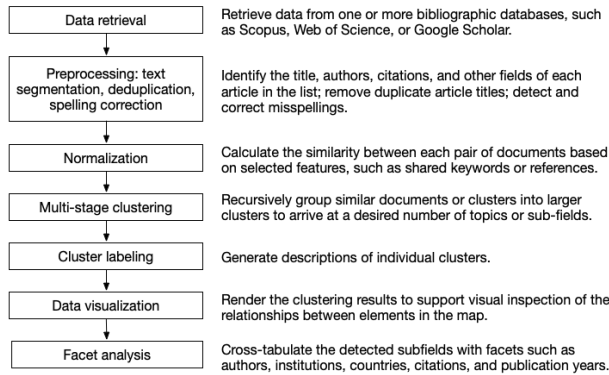 Data retrieval
Retrieve data from one or more bibliographic databases, such
as Scopus, Web of Science, or Google Scholar.
Preprocessing: text
segmentation, deduplication,
spelling correction
Identify the title, authors, citations, and other fields of each
article in the list; remove duplicate article titles; detect and
correct misspellings.
Normalization
Calculate the similarity between each pair of documents based
on selected features, such as shared keywords or references.
Multi-stage clustering
Recursively group similar documents or clusters into larger
clusters to arrive at a desired number of topics or sub-fields.
Cluster labeling
Generate descriptions of individual clusters.
Data visualization
Render the clustering results to support visual inspection of the
relationships between elements in the map.
Facet analysis
Cross-tabulate the detected subfields with facets such as
authors, institutions, countries, citations, and publication years.